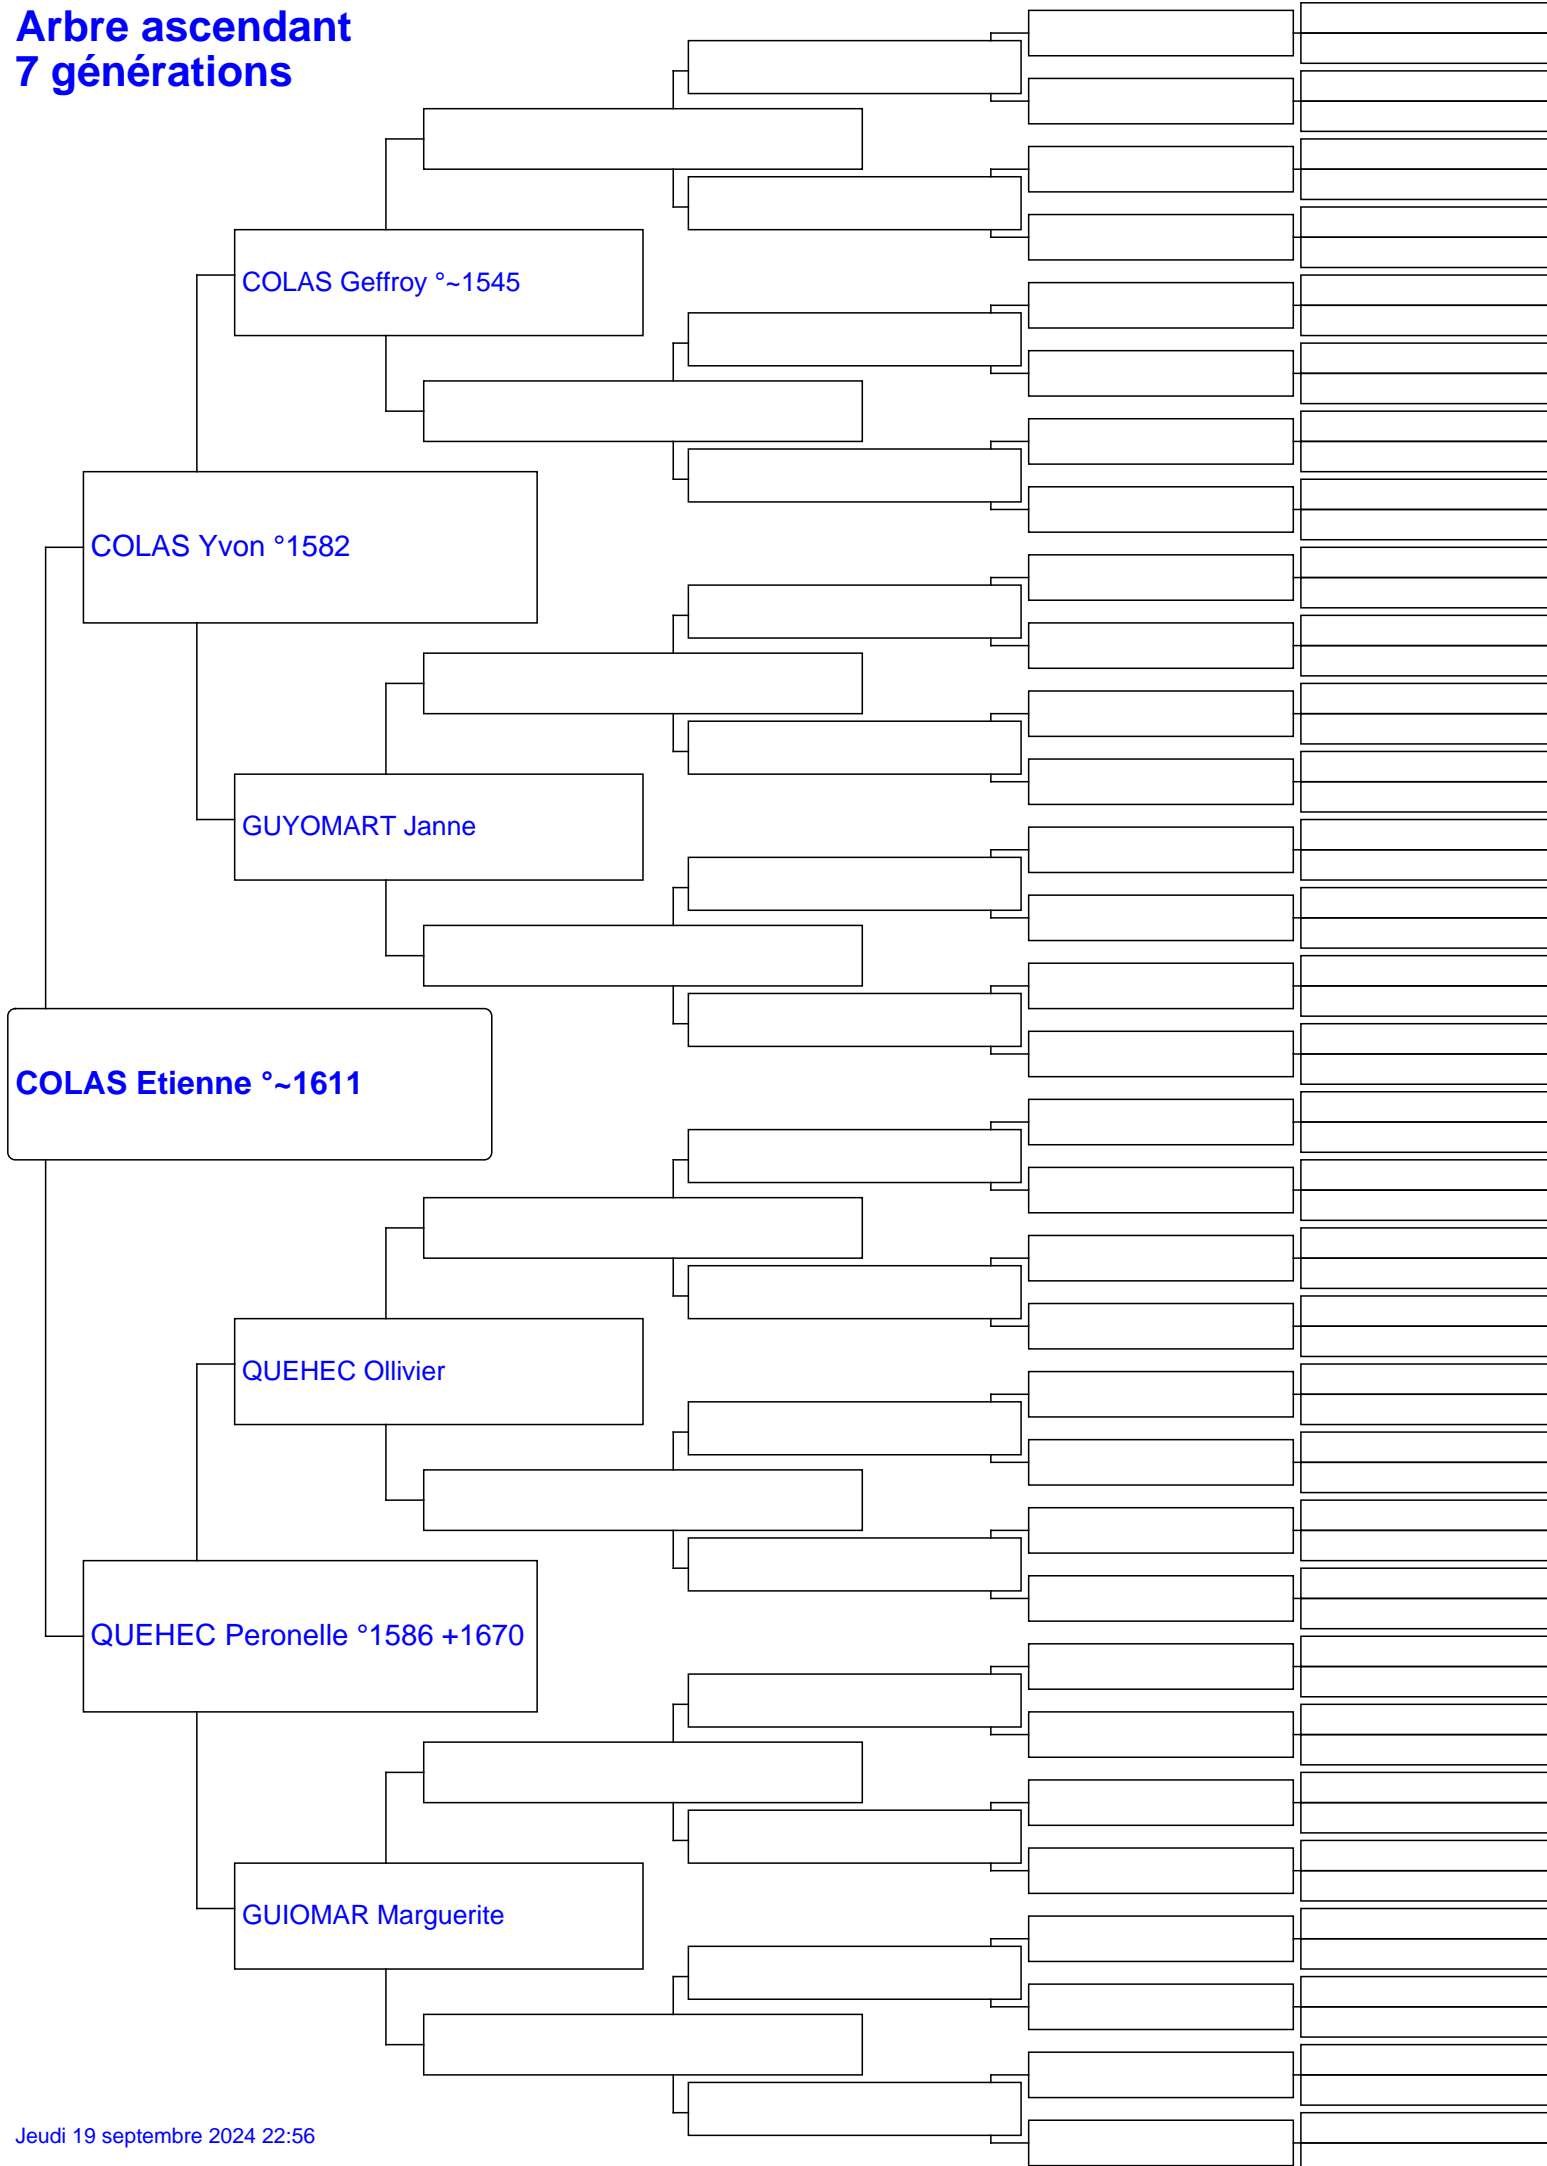 Arbre ascendant
7 générations
COLAS Geffroy °~1545
COLAS Yvon °1582
GUYOMART Janne
COLAS Etienne °~1611
QUEHEC Ollivier
QUEHEC Peronelle °1586 +1670
GUIOMAR Marguerite
Jeudi 19 septembre 2024 22:56